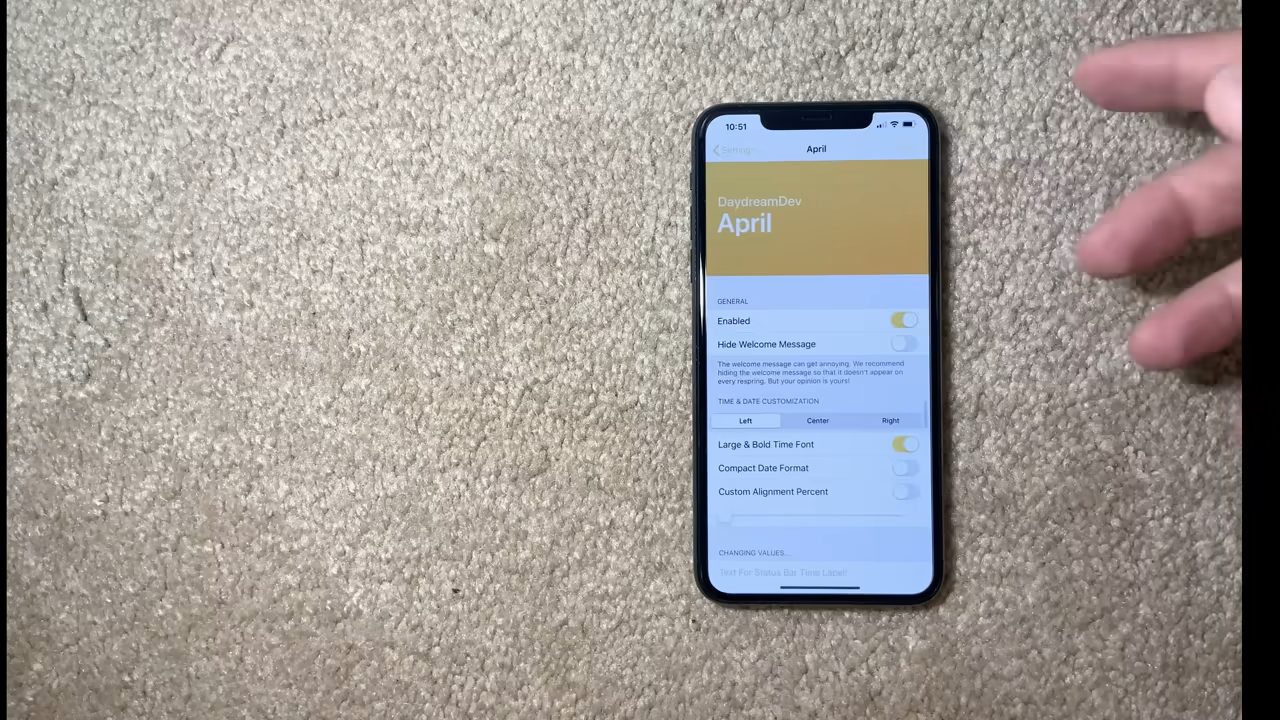 10:51
Settings
April
DaydreamDev
April
GENERAL
Enabled
Hide Welcome Message
The welcome message can get annoying. We recommend
hiding the welcome message so that it doesn't appear on
every respring. But your opinion is yours!
TIME & DATE CUSTOMIZATION
Left Center Right
Large & Bold Time Font
Compact Date Format
Custom Alignment Percent
CHANGING VALUES...
Text For Status Bar Time Label!